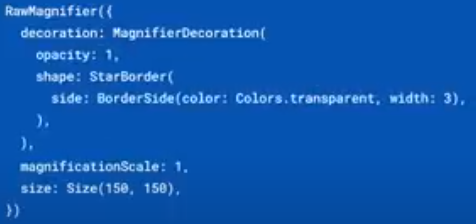 RawMagnifier({
  decoration: MagnifierDecoration(
    opacity: 1,
    shape: StarBorder(
      side: BorderSide(color: Colors.transparent, width: 3),
    ),
  ),
  magnificationScale: 1,
  size: Size(150, 150),
})